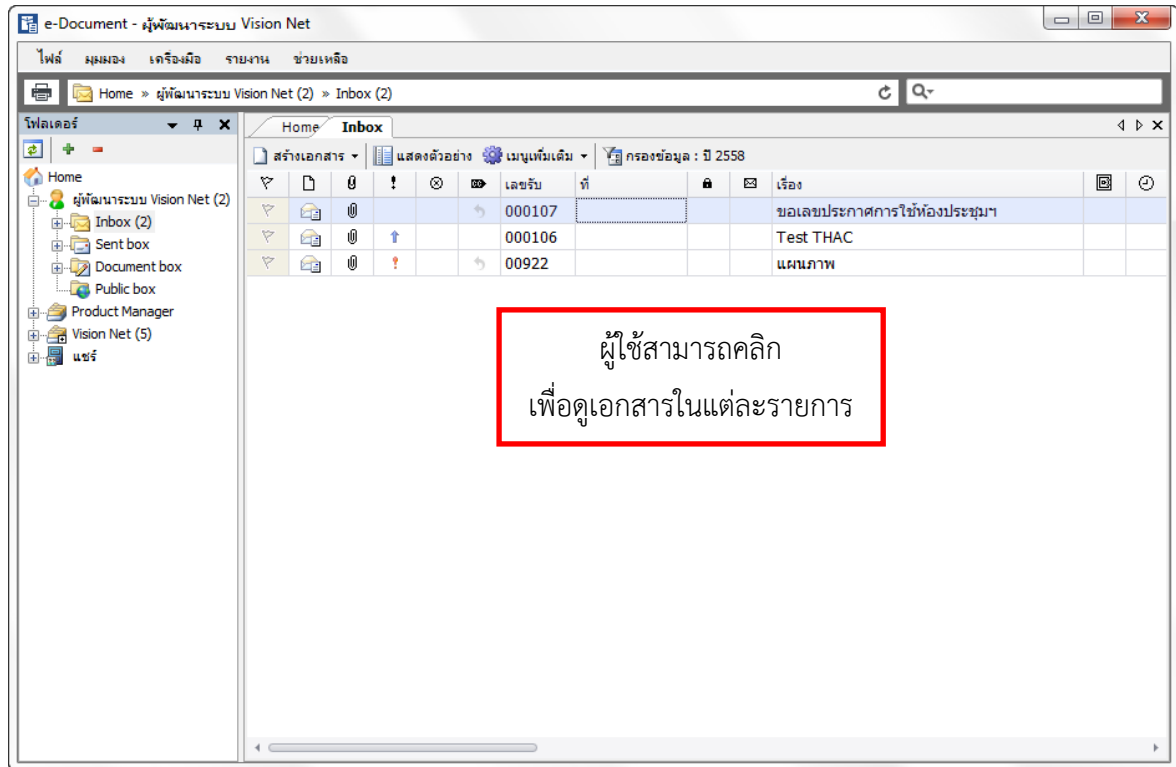 e-Document - ผู้พัฒนาระบบ Vision Net
ไฟล์ มุมมอง เครื่องมือ รายงาน ช่วยเหลือ
Home » ผู้พัฒนาระบบ Vision Net (2) » Inbox (2)
โฟลเดอร์
Home Inbox
สร้างเอกสาร แสดงตัวอย่าง เมนูเพิ่มเติม กรองข้อมูล : ปี 2558
Home
ผู้พัฒนาระบบ Vision Net (2)
Inbox (2)
Sent box
Document box
Public box
Product Manager
Vision Net (5)
แชร์
เลขรับ ที่ เรื่อง
000107 ขอเลขประกาศการใช้ห้องประชุมฯ
000106 Test THAC
00922 แผนภาพ
ผู้ใช้สามารถคลิก
เพื่อดูเอกสารในแต่ละรายการ